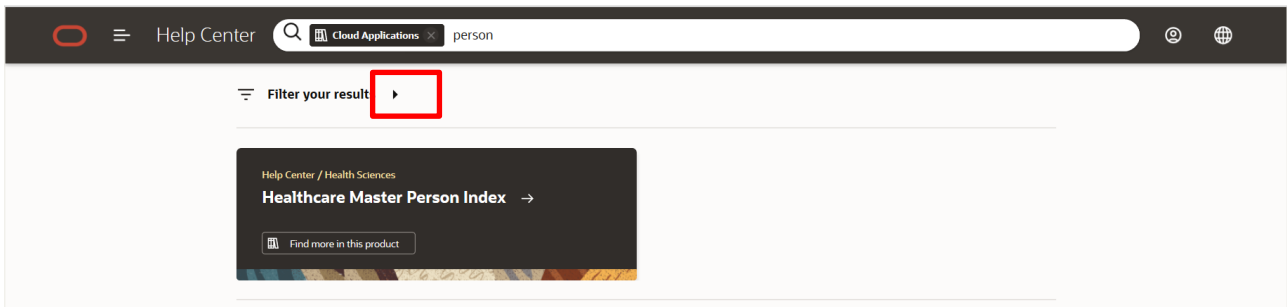 Help Center Cloud Applications × person
Filter your result
Help Center / Health Sciences
Healthcare Master Person Index →
Find more in this product